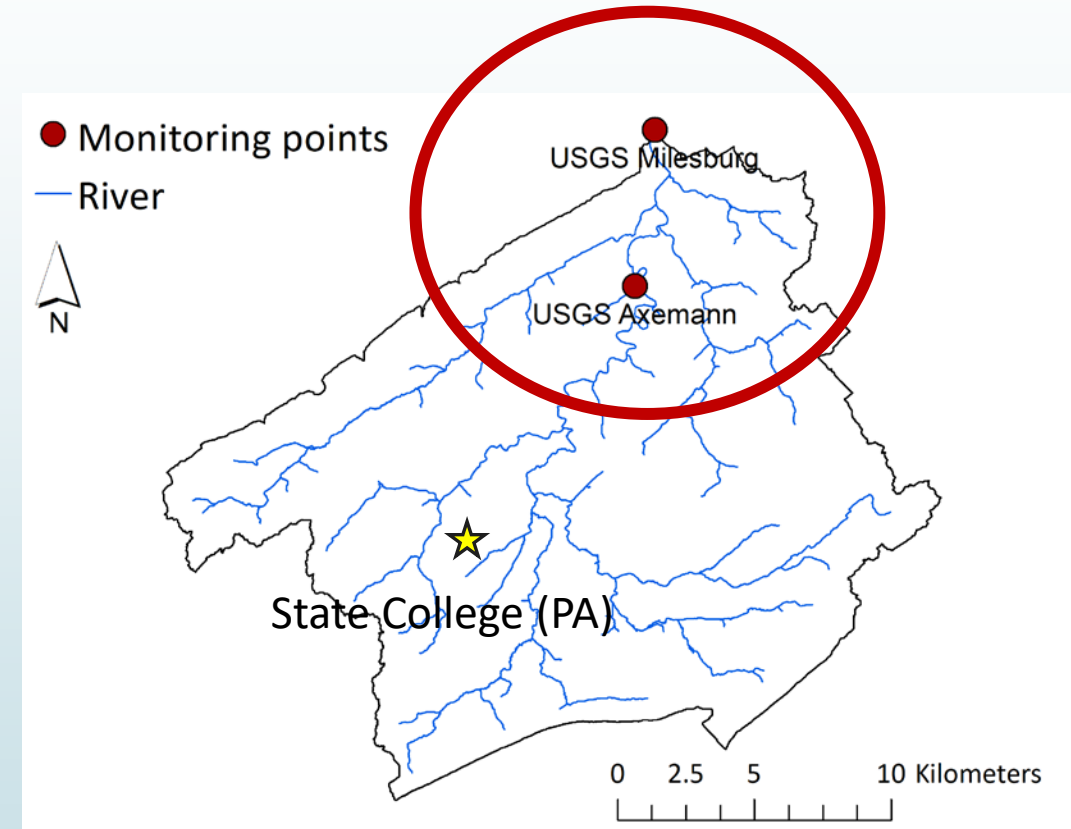 Monitoring points
River
N
USGS Milesburg
USGS Axemann
State College (PA)
0 2.5 5 10 Kilometers